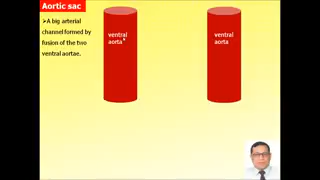 Aortic sac
➢A big arterial
channel formed by
fusion of the two
ventral aortae.
ventral
aorta
ventral
aorta